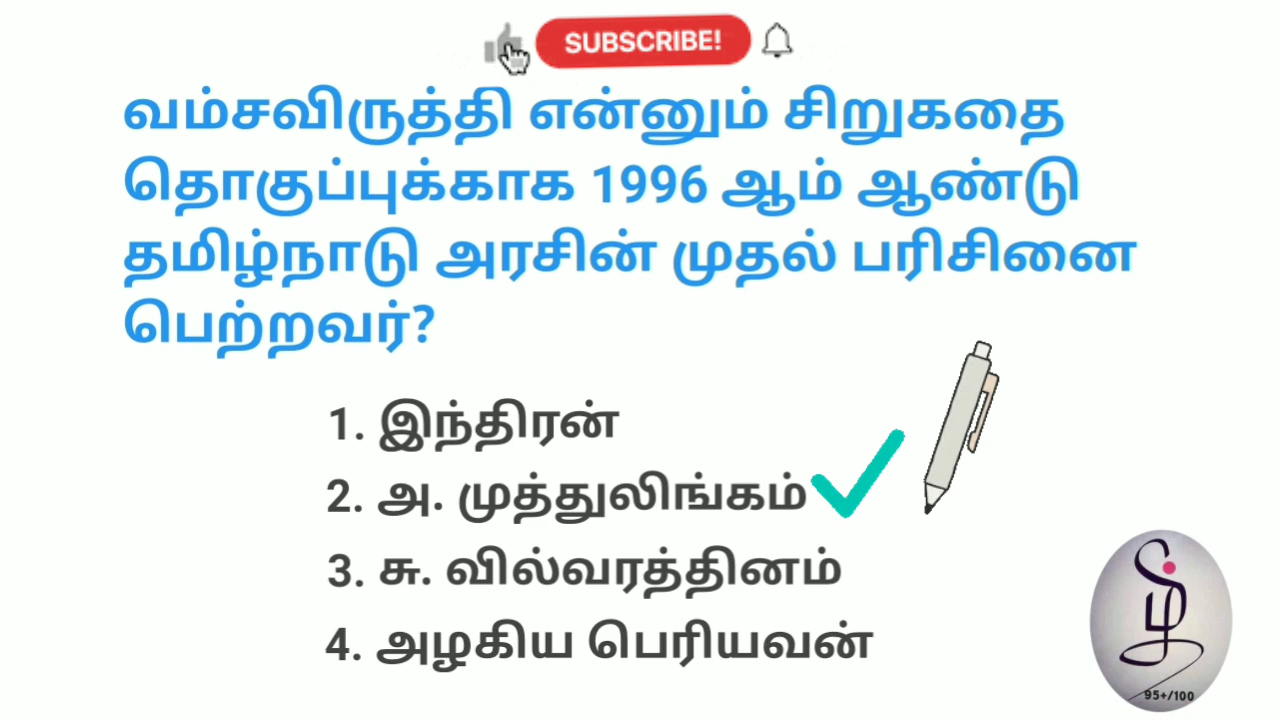 SUBSCRIBE!
வம்சவிருத்தி என்னும் சிறுகதை
தொகுப்புக்காக 1996 ஆம் ஆண்டு
தமிழ்நாடு அரசின் முதல் பரிசினை
பெற்றவர்?
1. இந்திரன்
2. அ. முத்துலிங்கம்
3. சு. வில்வரத்தினம்
4. அழகிய பெரியவன்
ழி
95+/100